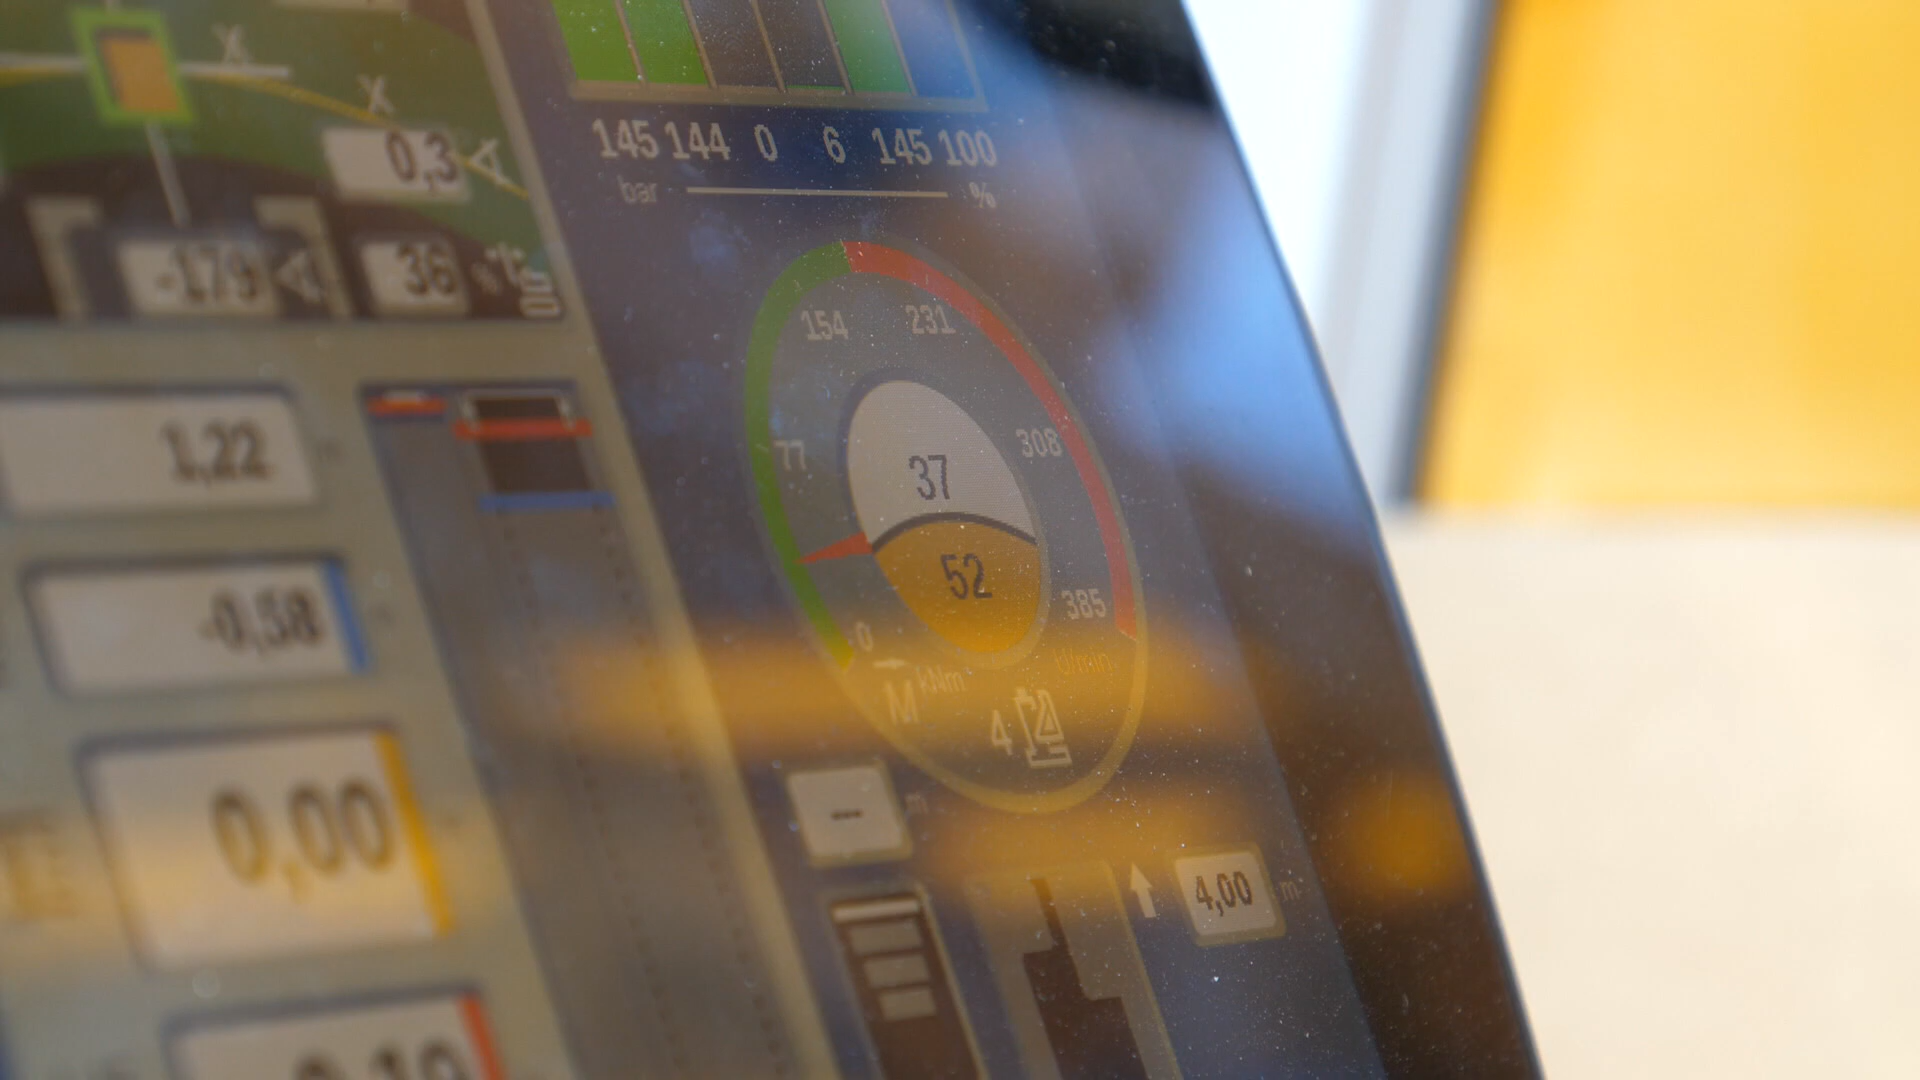 145 144 0 6 145 100
bar %
0,3
-179
36
154 231
77 308
37
52
0 385
kNm l/min
M
4
1,22
-0,58
0,00
--
m
4,00 m